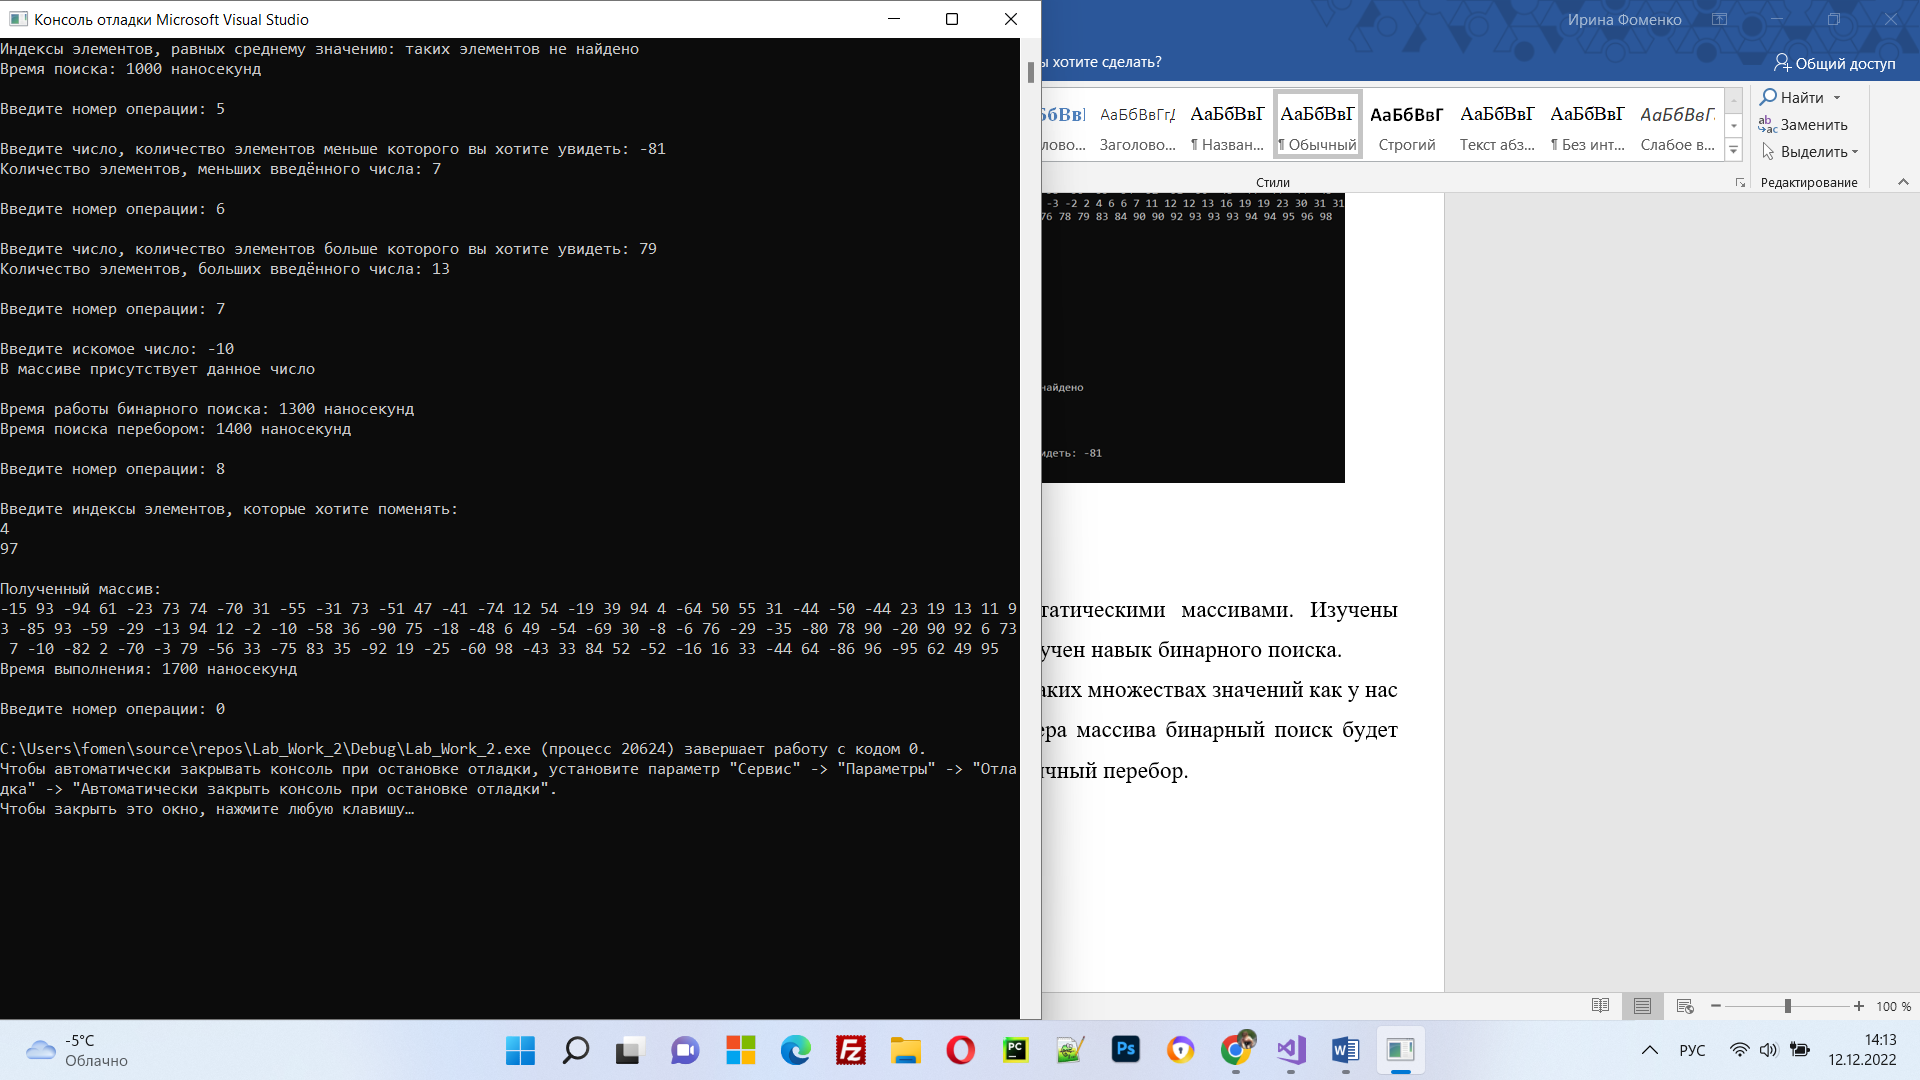 Консоль отладки Microsoft Visual Studio
Индексы элементов, равных среднему значению: таких элементов не найдено
Время поиска: 1000 наносекунд
Введите номер операции: 5
Введите число, количество элементов меньше которого вы хотите увидеть: -81
Количество элементов, меньших введённого числа: 7
Введите номер операции: 6
Введите число, количество элементов больше которого вы хотите увидеть: 79
Количество элементов, больших введённого числа: 13
Введите номер операции: 7
Введите искомое число: -10
В массиве присутствует данное число
Время работы бинарного поиска: 1300 наносекунд
Время поиска перебором: 1400 наносекунд
Введите номер операции: 8
Введите индексы элементов, которые хотите поменять:
4
97
Полученный массив:
-15 93 -94 61 -23 73 74 -70 31 -55 -31 73 -51 47 -41 -74 12 54 -19 39 94 4 -64 50 55 31 -44 -50 -44 23 19 13 11 9
3 -85 93 -59 -29 -13 94 12 -2 -10 -58 36 -90 75 -18 -48 6 49 -54 -69 30 -8 -6 76 -29 -35 -80 78 90 -20 90 92 6 73
7 -10 -82 2 -70 -3 79 -56 33 -75 83 35 -92 19 -25 -60 98 -43 33 84 52 -52 -16 16 33 -44 64 -86 96 -95 62 49 95
Время выполнения: 1700 наносекунд
Введите номер операции: 0
C:\Users\fomen\source\repos\Lab_Work_2\Debug\Lab_Work_2.exe (процесс 20624) завершает работу с кодом 0.
Чтобы автоматически закрывать консоль при остановке отладки, установите параметр "Сервис" -> "Параметры" -> "Отла
дка" -> "Автоматически закрыть консоль при остановке отладки".
Чтобы закрыть это окно, нажмите любую клавишу…
Ирина Фоменко
ы хотите сделать?
Общий доступ
АаБбВвГгД АаБбВвГ АаБбВвГ АаБбВвГ АаБбВвГ АаБбВвГ АаБбВвГ
лово... Заголово... ¶ Назван... ¶ Обычный Строгий Текст абз... ¶ Без инт... Слабое в...
Стили
Найти
Заменить
Выделить
Редактирование
-3 -2 2 4 6 6 7 11 12 12 13 16 19 19 23 30 31 31
76 78 79 83 84 90 90 92 93 93 93 94 94 95 96 98
найдено
идеть: -81
татическими массивами. Изучены
учен навык бинарного поиска.
аких множествах значений как у нас
ера массива бинарный поиск будет
ичный перебор.
100 %
-5°C
Облачно
РУС
14:13
12.12.2022